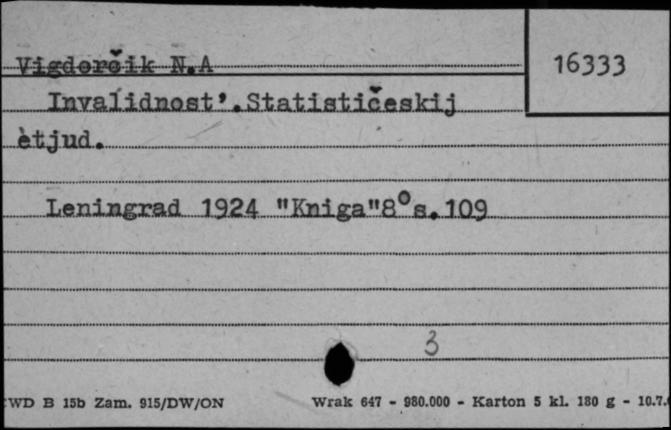 Vigdorčik N.A
16333
Invalidnost'.Statističeskij
ètjud.
Leningrad 1924 "Kniga"8° s.109
3
WD B 15b Zam. 915/DW/ON Wrak 647 - 980.000 - Karton 5 kl. 180 g - 10.7.